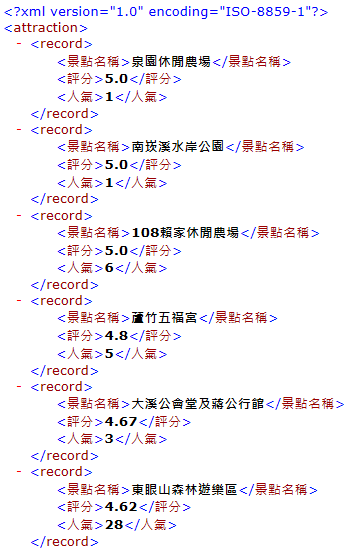 <?xml version="1.0" encoding="ISO-8859-1"?>
<attraction>
- <record>
<景點名稱>泉園休閒農場</景點名稱>
<評分>5.0</評分>
<人氣>1</人氣>
</record>
- <record>
<景點名稱>南崁溪水岸公園</景點名稱>
<評分>5.0</評分>
<人氣>1</人氣>
</record>
- <record>
<景點名稱>108賴家休閒農場</景點名稱>
<評分>5.0</評分>
<人氣>6</人氣>
</record>
- <record>
<景點名稱>蘆竹五福宮</景點名稱>
<評分>4.8</評分>
<人氣>5</人氣>
</record>
- <record>
<景點名稱>大溪公會堂及蔣公行館</景點名稱>
<評分>4.67</評分>
<人氣>3</人氣>
</record>
- <record>
<景點名稱>東眼山森林遊樂區</景點名稱>
<評分>4.62</評分>
<人氣>28</人氣>
</record>